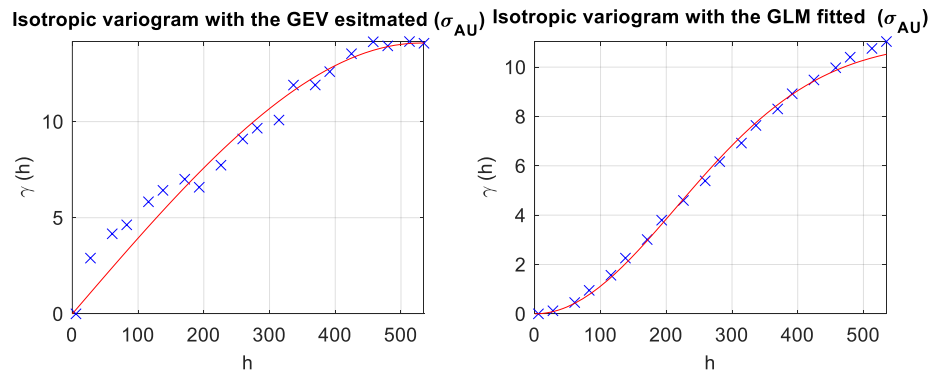 Isotropic variogram with the GEV esitmated (σAU)
γ (h)
10
5
0
0 100 200 300 400 500
h
Isotropic variogram with the GLM fitted (σAU)
γ (h)
10
8
6
4
2
0
0 100 200 300 400 500
h